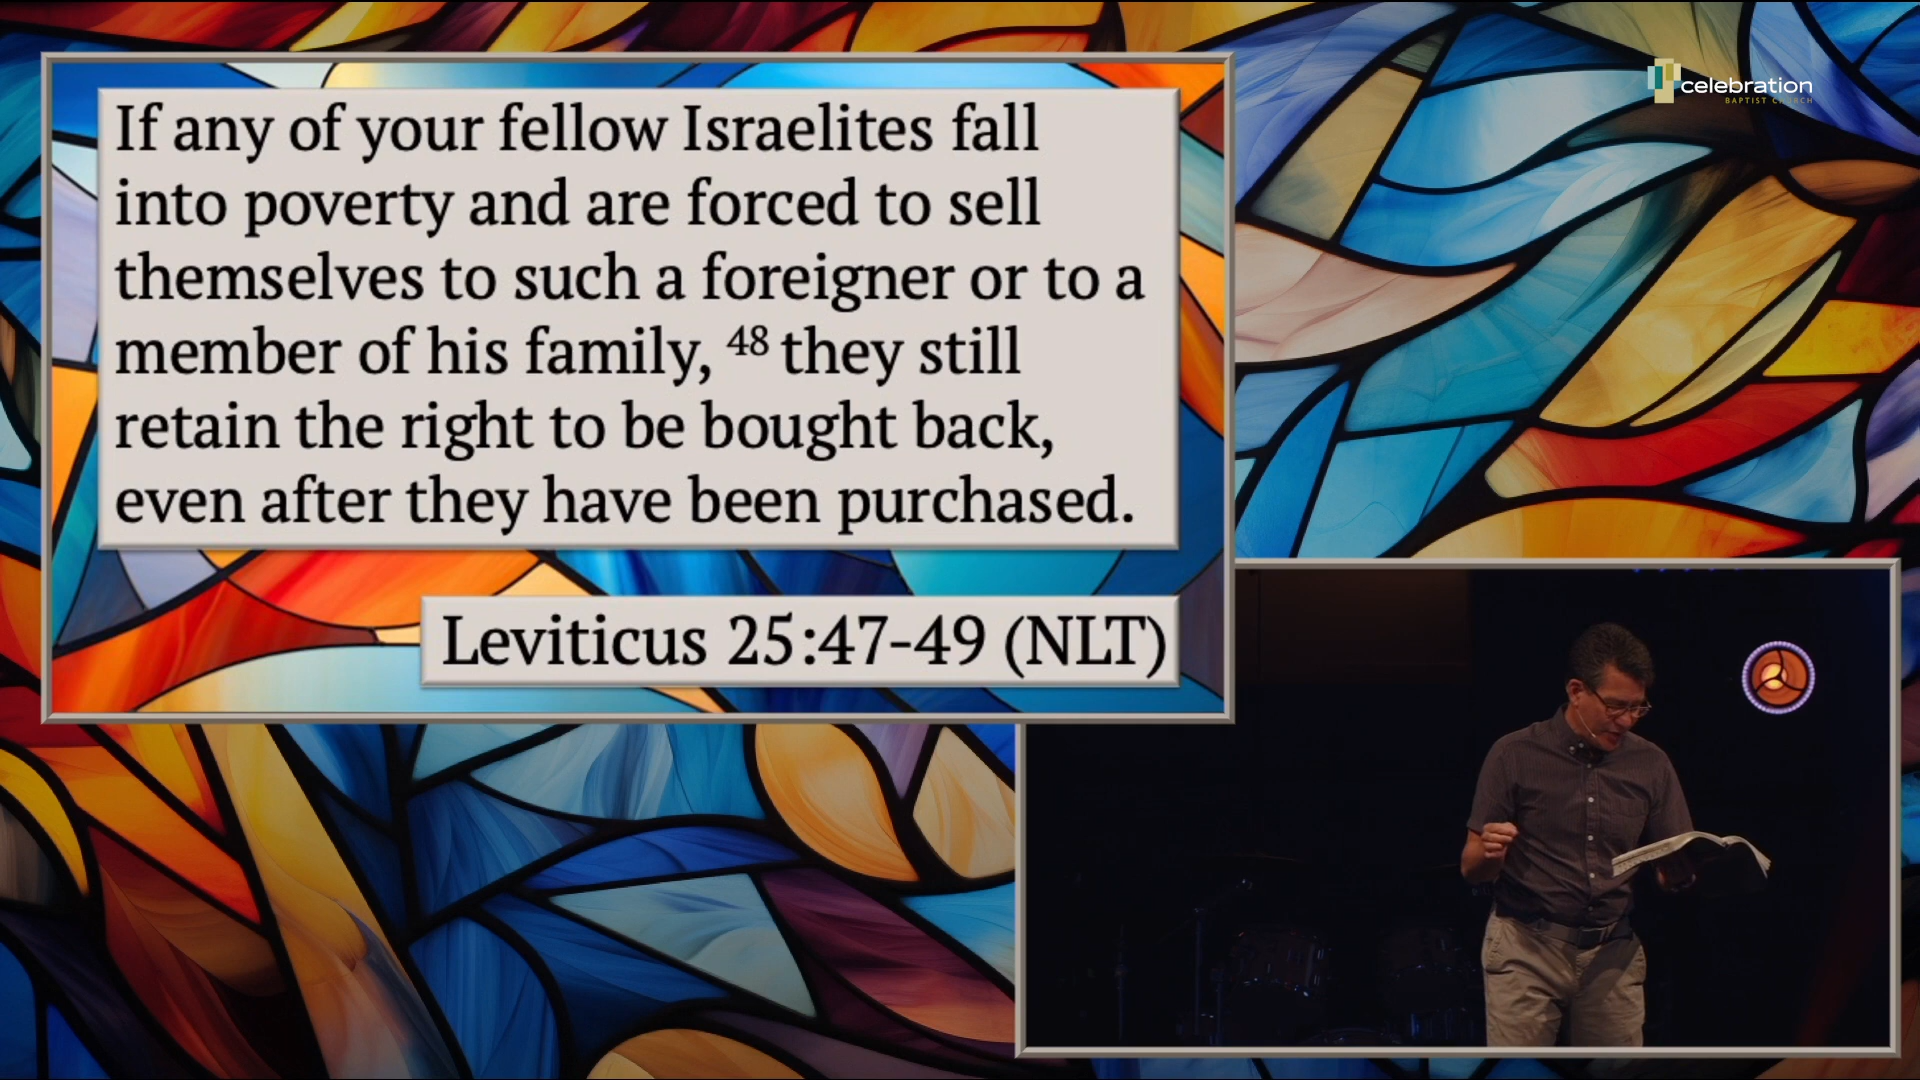 If any of your fellow Israelites fall
into poverty and are forced to sell
themselves to such a foreigner or to a
member of his family, 48 they still
retain the right to be bought back,
even after they have been purchased.
Leviticus 25:47-49 (NLT)
celebration
BAPTIST CHURCH